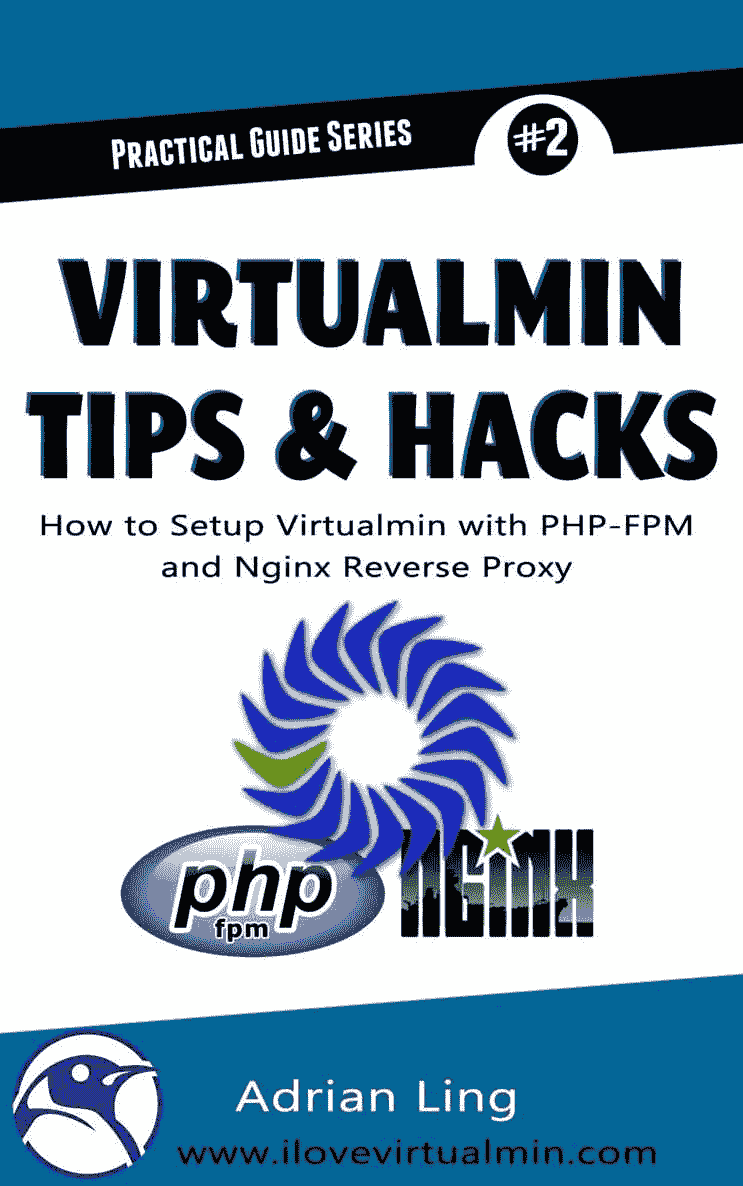 PRACTICAL GUIDE SERIES
#2
VIRTUALMIN
TIPS & HACKS
How to Setup Virtualmin with PHP-FPM
and Nginx Reverse Proxy
php
fpm
NGINX
Adrian Ling
www.ilovevirtualmin.com